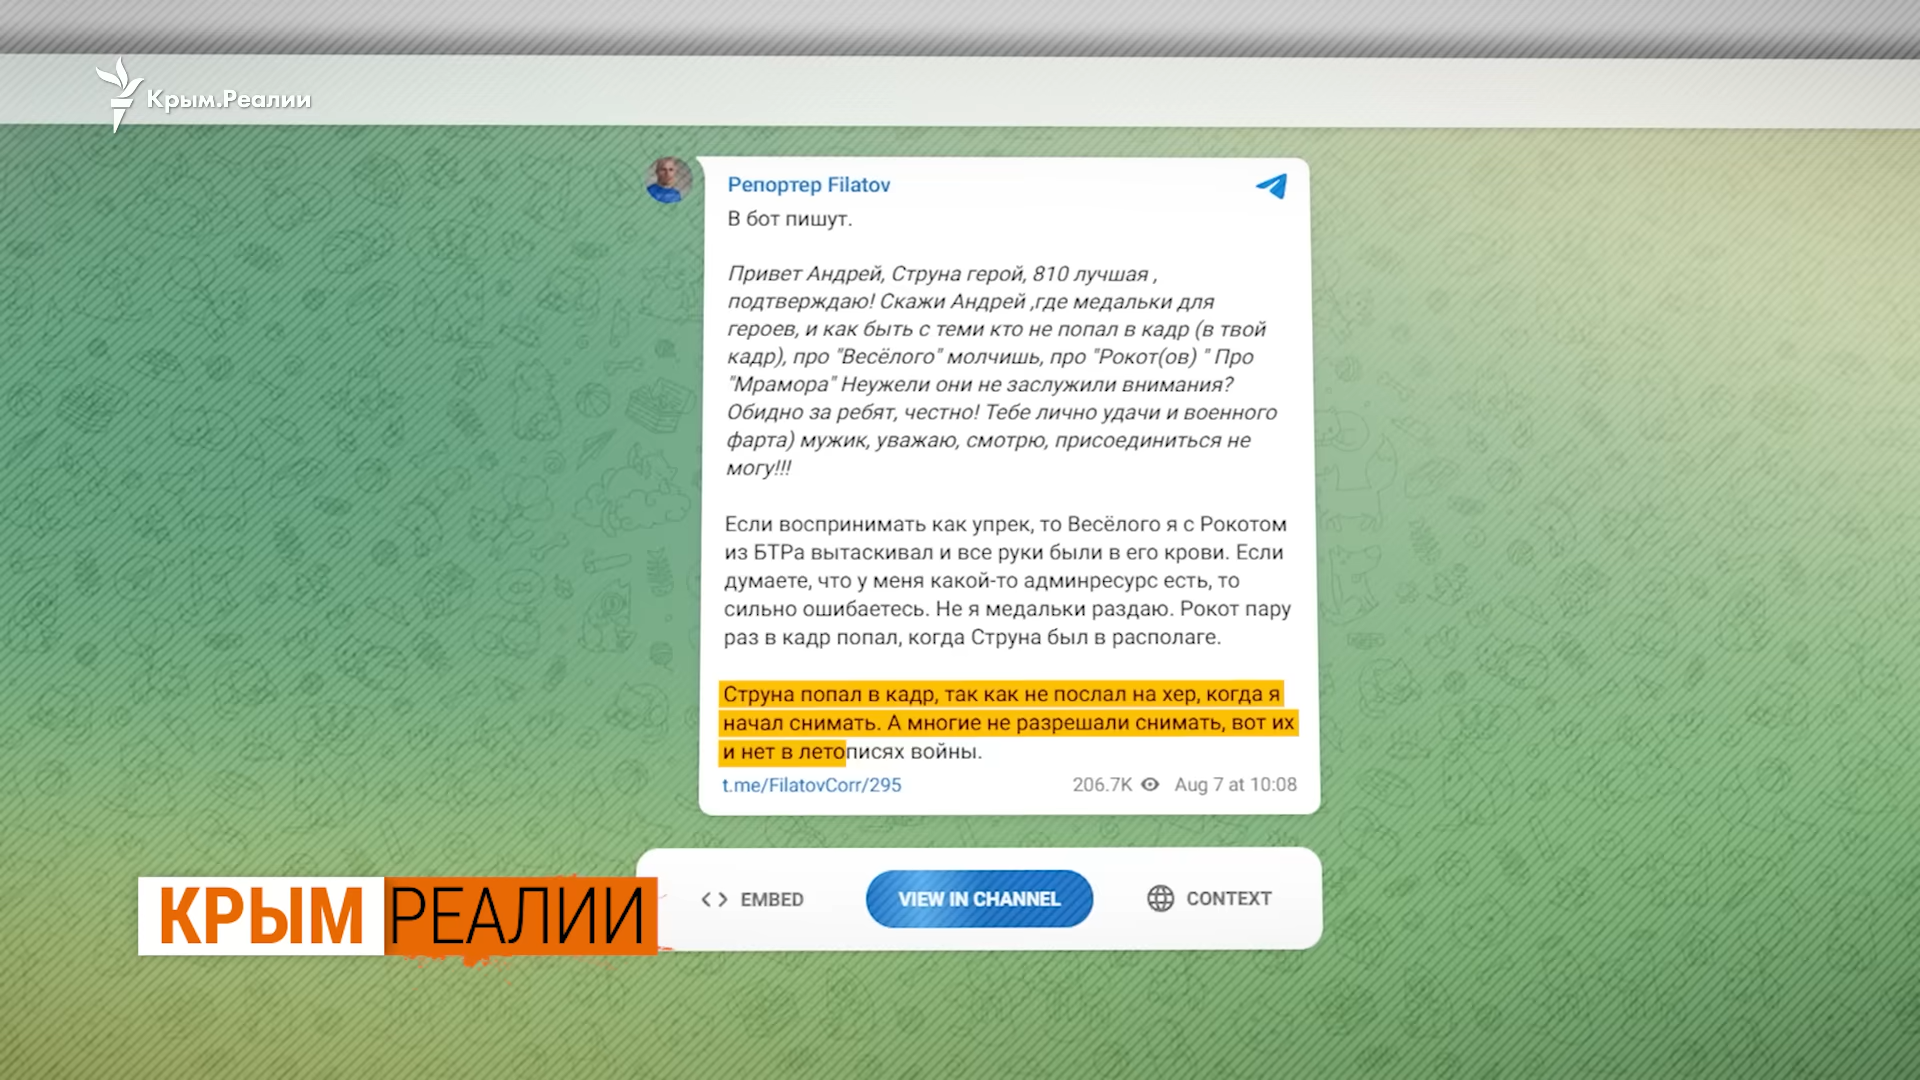 Крым.Реалии
Репортер Filatov
В бот пишут.
Привет Андрей, Струна герой, 810 лучшая ,
подтверждаю! Скажи Андрей ,где медальки для
героев, и как быть с теми кто не попал в кадр (в твой
кадр), про "Весёлого" молчишь, про "Рокот(ов) " Про
"Мрамора" Неужели они не заслужили внимания?
Обидно за ребят, честно! Тебе лично удачи и военного
фарта) мужик, уважаю, смотрю, присоединиться не
могу!!!
Если воспринимать как упрек, то Весёлого я с Рокотом
из БТРа вытаскивал и все руки были в его крови. Если
думаете, что у меня какой-то админресурс есть, то
сильно ошибаетесь. Не я медальки раздаю. Рокот пару
раз в кадр попал, когда Струна был в располаге.
Струна попал в кадр, так как не послал на хер, когда я
начал снимать. А многие не разрешали снимать, вот их
и нет в летописях войны.
t.me/FilatovCorr/295 206.7K Aug 7 at 10:08
EMBED VIEW IN CHANNEL CONTEXT
КРЫМ РЕАЛИИ